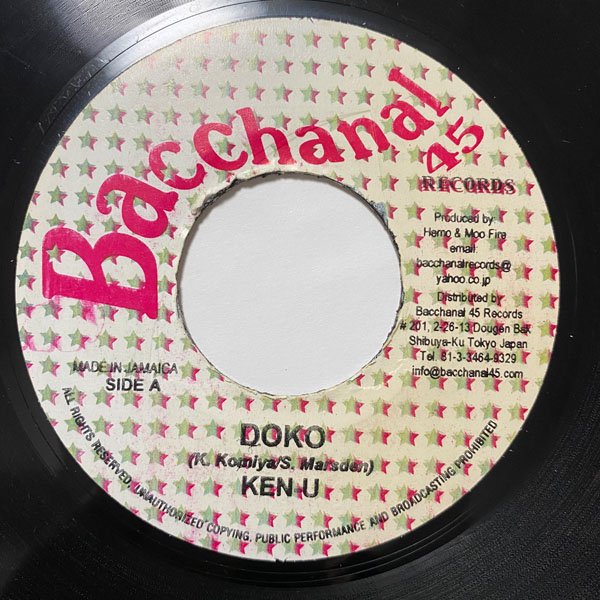 Bacchanal
45
RECORDS
Produced by:
Hemo & Moo Fire
email:
bacchanalrecords@
yahoo.co.jp
Distributed by
Bacchanal 45 Records
# 201, 2-26-13 Dougen Bak
Shibuya-Ku Tokyo Japan
Tel. 81-3-3464-9329
info@bacchanal45.com
MADE IN JAMAICA
SIDE A
DOKO
(K. Komiya/S. Marsden)
KEN U
ALL RIGHTS RESERVED. UNAUTHORIZED COPYING, PUBLIC PERFORMANCE AND BROADCASTING PROHIBITED